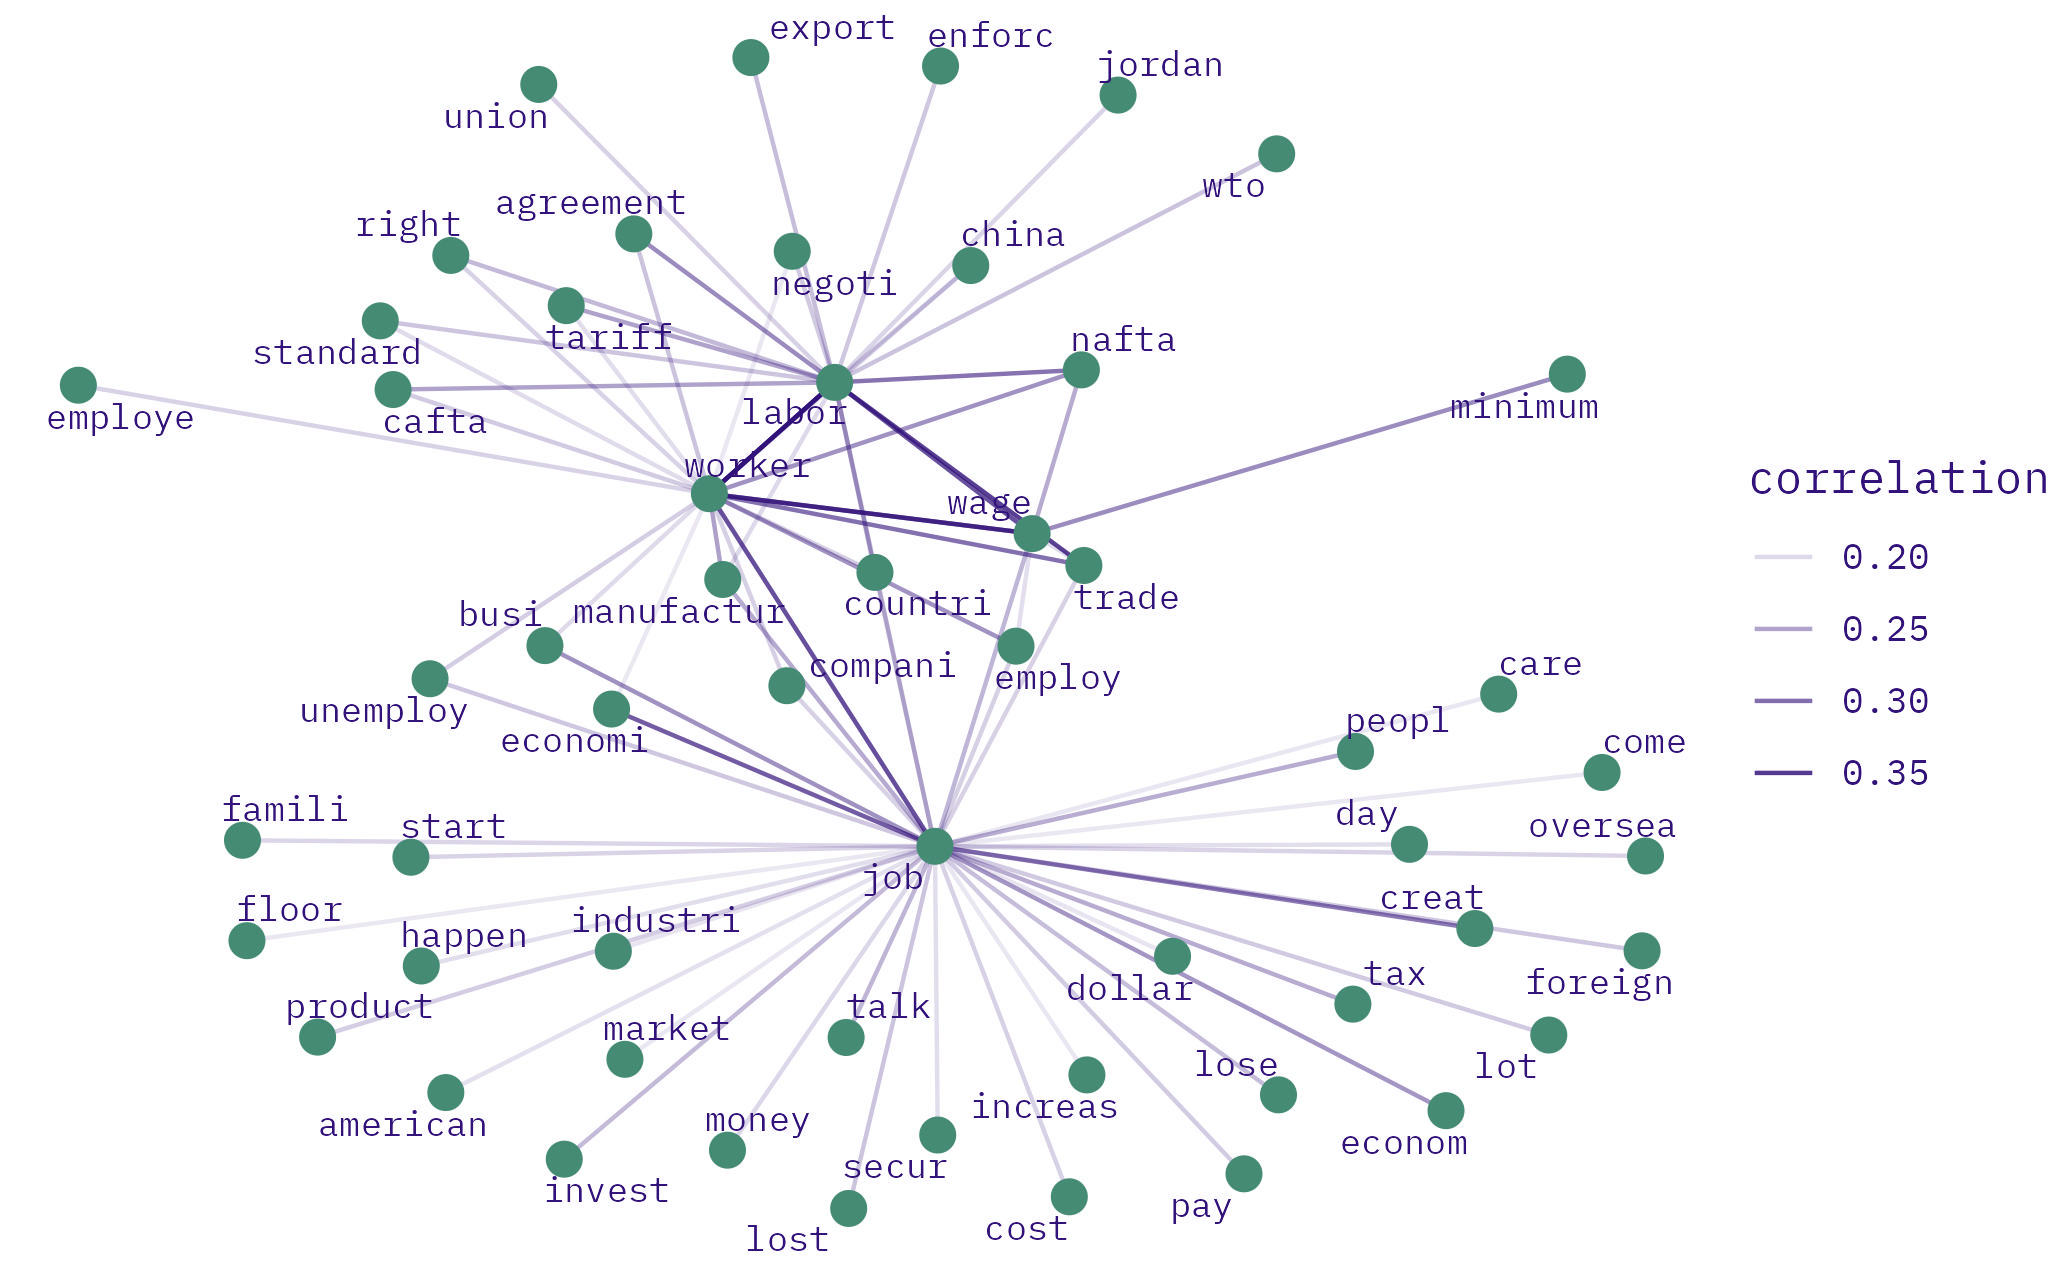 export
enforc
jordan
union
wto
agreement
right
china
negoti
tariff
nafta
standard
minimum
employe
cafta
labor
worker
wage
correlation
0.20
trade
countri
busi
manufactur
0.25
care
compani
employ
0.30
unemploy
peopl
economi
come
0.35
famili
day
start
oversea
job
creat
floor
industri
happen
tax
foreign
dollar
product
talk
market
lose
lot
increas
money
american
econom
secur
invest
pay
cost
lost